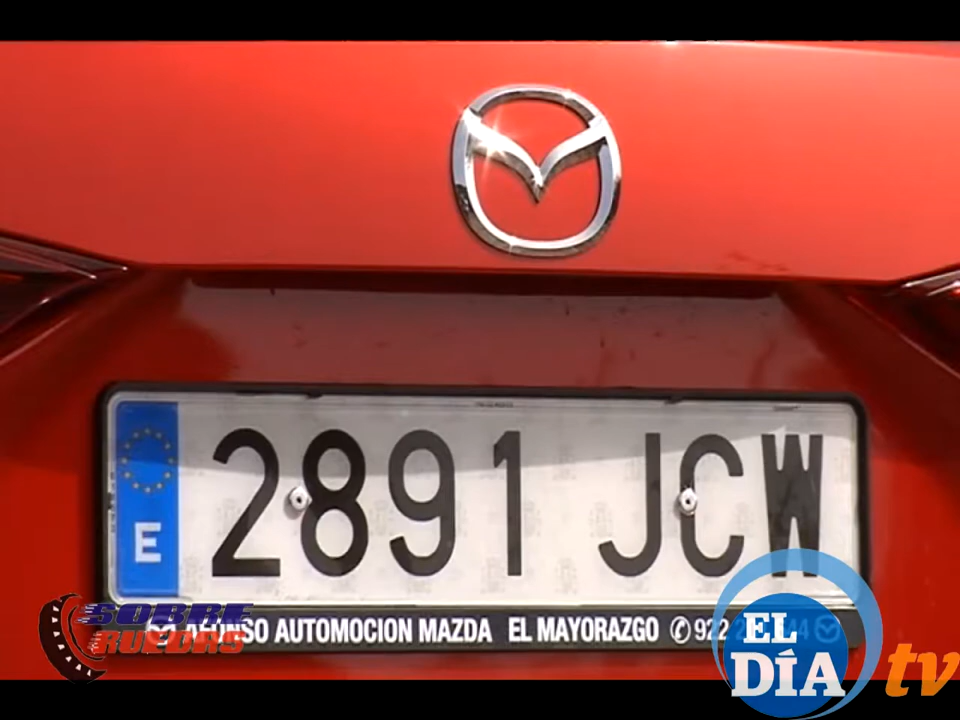 E 2891 JCW
SOBRE
RUEDAS
AUTOMOCION MAZDA EL MAYORAZGO ✆922
EL
DÍA tv